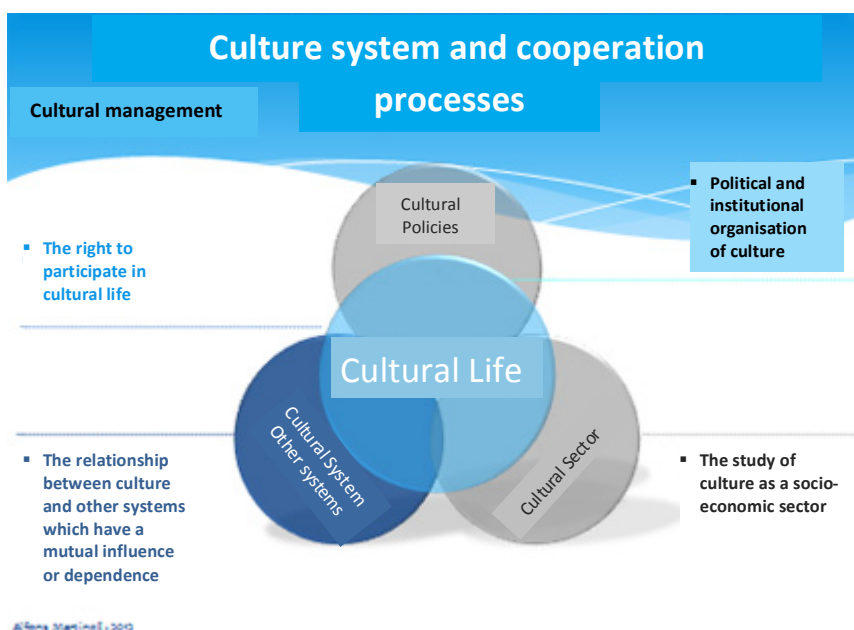 Culture system and cooperation
processes
Cultural management
Cultural
Policies
▪ Political and
institutional
organisation
of culture
▪ The right to
participate in
cultural life
Cultural Life
Cultural System
Other systems
Cultural Sector
▪ The relationship
between culture
and other systems
which have a
mutual influence
or dependence
▪ The study of
culture as a socio-
economic sector